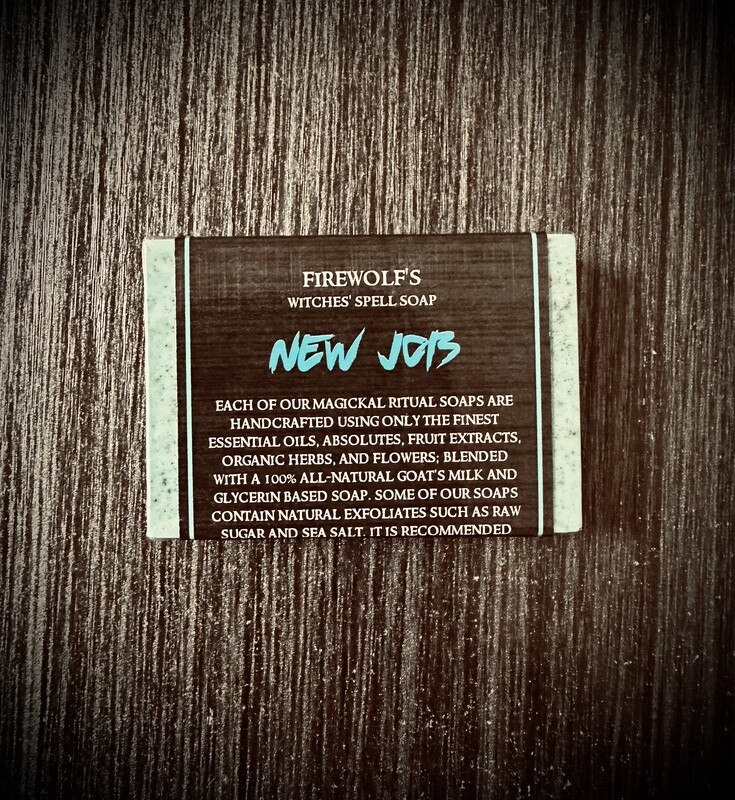 FIREWOLF'S
WITCHES' SPELL SOAP
NEW JOB
EACH OF OUR MAGICKAL RITUAL SOAPS ARE
HANDCRAFTED USING ONLY THE FINEST
ESSENTIAL OILS, ABSOLUTES, FRUIT EXTRACTS,
ORGANIC HERBS, AND FLOWERS; BLENDED
WITH A 100% ALL-NATURAL GOAT'S MILK AND
GLYCERIN BASED SOAP. SOME OF OUR SOAPS
CONTAIN NATURAL EXFOLIATES SUCH AS RAW
SUGAR AND SEA SALT. IT IS RECOMMENDED